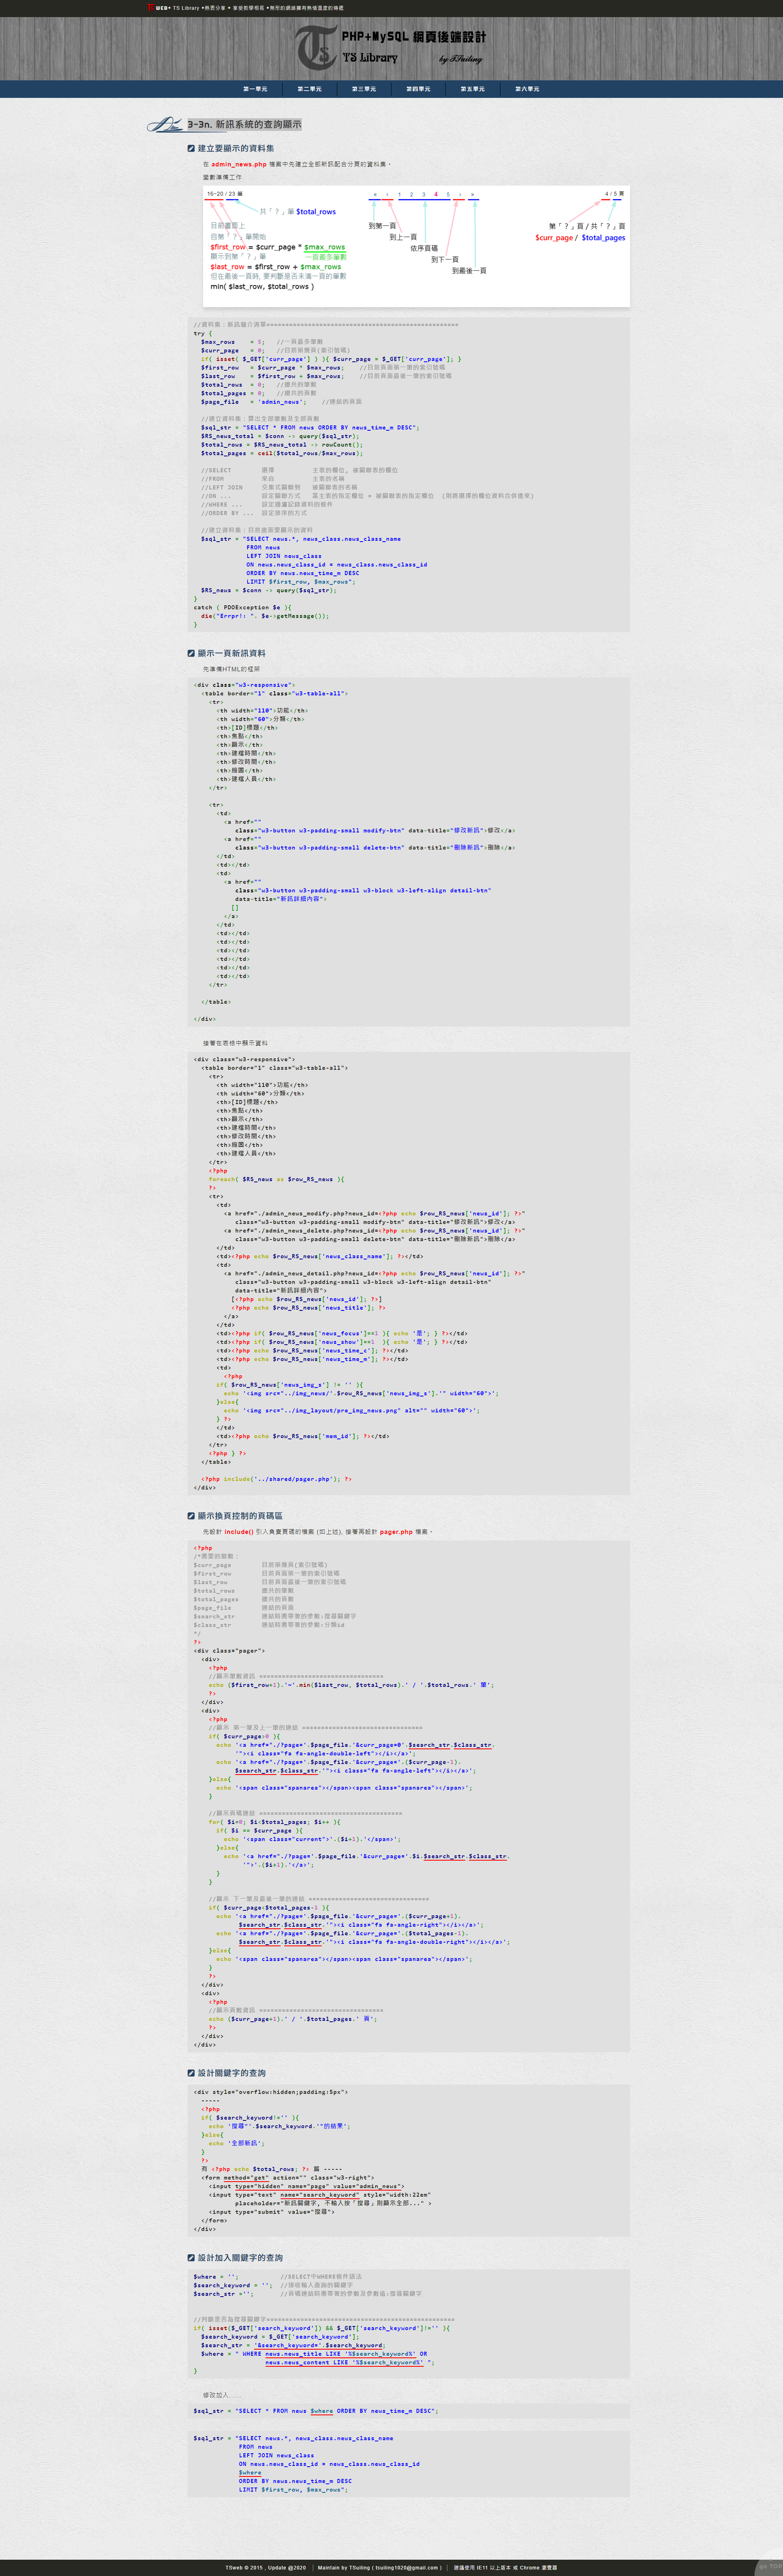 WEB+ TS Library •熱衷分享 • 享受教學相長 •無形的網絡擁有熱情溫度的傳遞
PHP+MySQL 網頁後端設計
TS Library by TSuiling
第一單元 第二單元 第三單元 第四單元 第五單元 第六單元
3-3n. 新訊系統的查詢顯示
建立要顯示的資料集
在 admin_news.php 檔案中先建立全部新訊配合分頁的資料集。
變數準備工作
16~20 / 23 筆 « ‹ 1 2 3 4 5 › » 4 / 5 頁
共「？」筆 $total_rows
目前畫面上
自第「？」筆開始
$first_row = $curr_page * $max_rows
顯示到第「？」筆 一頁最多筆數
$last_row = $first_row + $max_rows
但在最後一頁時, 要判斷是否未滿一頁的筆數
min( $last_row, $total_rows )
到第一頁
到上一頁
依序頁碼
到下一頁
到最後一頁
第「？」頁 / 共「？」頁
$curr_page / $total_pages
//資料集：新訊簡介清單===================================================
try {
$max_rows = 5; //一頁最多筆數
$curr_page = 0; //目前所幾頁(索引號碼)
if( isset( $_GET['curr_page'] ) ){ $curr_page = $_GET['curr_page']; }
$first_row = $curr_page * $max_rows; //目前頁面第一筆的索引號碼
$last_row = $first_row + $max_rows; //目前頁面最後一筆的索引號碼
$total_rows = 0; //總共的筆數
$total_pages = 0; //總共的頁數
$page_file = 'admin_news'; //連結的頁面
//建立資料集：算出全部筆數及全部頁數
$sql_str = "SELECT * FROM news ORDER BY news_time_m DESC";
$RS_news_total = $conn -> query($sql_str);
$total_rows = $RS_news_total -> rowCount();
$total_pages = ceil($total_rows/$max_rows);
//SELECT 選擇 主表的欄位, 被關聯表的欄位
//FROM 來自 主表的名稱
//LEFT JOIN 交集式關聯到 被關聯表的名稱
//ON ... 設定關聯方式 某主表的指定欄位 = 被關聯表的指定欄位 (則將選擇的欄位資料合併進來)
//WHERE ... 設定過濾記錄資料的條件
//ORDER BY ... 設定排序的方式
//建立資料集：目前畫面要顯示的資料
$sql_str = "SELECT news.*, news_class.news_class_name
FROM news
LEFT JOIN news_class
ON news.news_class_id = news_class.news_class_id
ORDER BY news.news_time_m DESC
LIMIT $first_row, $max_rows";
$RS_news = $conn -> query($sql_str);
}
catch ( PDOException $e ){
die("Errpr!: ". $e->getMessage());
}
顯示一頁新訊資料
先準備HTML的框架
<div class="w3-responsive">
<table border="1" class="w3-table-all">
<tr>
<th width="110">功能</th>
<th width="60">分類</th>
<th>[ID]標題</th>
<th>焦點</th>
<th>顯示</th>
<th>建檔時間</th>
<th>修改時間</th>
<th>縮圖</th>
<th>建檔人員</th>
</tr>
<tr>
<td>
<a href=""
class="w3-button w3-padding-small modify-btn" data-title="修改新訊">修改</a>
<a href=""
class="w3-button w3-padding-small delete-btn" data-title="刪除新訊">刪除</a>
</td>
<td></td>
<td>
<a href=""
class="w3-button w3-padding-small w3-block w3-left-align detail-btn"
data-title="新訊詳細內容">
[]
</a>
</td>
<td></td>
<td></td>
<td></td>
<td></td>
<td></td>
<td></td>
</tr>
</table>
</div>
接著在表格中顯示資料
<div class="w3-responsive">
<table border="1" class="w3-table-all">
<tr>
<th width="110">功能</th>
<th width="60">分類</th>
<th>[ID]標題</th>
<th>焦點</th>
<th>顯示</th>
<th>建檔時間</th>
<th>修改時間</th>
<th>縮圖</th>
<th>建檔人員</th>
</tr>
<?php
foreach( $RS_news as $row_RS_news ){
?>
<tr>
<td>
<a href="./admin_news_modify.php?news_id=<?php echo $row_RS_news['news_id']; ?>"
class="w3-button w3-padding-small modify-btn" data-title="修改新訊">修改</a>
<a href="./admin_news_delete.php?news_id=<?php echo $row_RS_news['news_id']; ?>"
class="w3-button w3-padding-small delete-btn" data-title="刪除新訊">刪除</a>
</td>
<td><?php echo $row_RS_news['news_class_name']; ?></td>
<td>
<a href="./admin_news_detail.php?news_id=<?php echo $row_RS_news['news_id']; ?>"
class="w3-button w3-padding-small w3-block w3-left-align detail-btn"
data-title="新訊詳細內容">
[<?php echo $row_RS_news['news_id']; ?>]
<?php echo $row_RS_news['news_title']; ?>
</a>
</td>
<td><?php if( $row_RS_news['news_focus']==1 ){ echo '是'; } ?></td>
<td><?php if( $row_RS_news['news_show']==1 ){ echo '是'; } ?></td>
<td><?php echo $row_RS_news['news_time_c']; ?></td>
<td><?php echo $row_RS_news['news_time_m']; ?></td>
<td>
<?php
if( $row_RS_news['news_img_s'] != '' ){
echo '<img src="../img_news/'.$row_RS_news['news_img_s'].'" width="60">';
}else{
echo '<img src="../img_layout/pre_img_news.png" alt="" width="60">';
} ?>
</td>
<td><?php echo $row_RS_news['mem_id']; ?></td>
</tr>
<?php } ?>
</table>
<?php include('../shared/pager.php'); ?>
</div>
顯示換頁控制的頁碼區
先設計 include() 引入負責頁碼的檔案 (如上述), 接著再設計 pager.php 檔案。
<?php
/*需要的變數：
$curr_page 目前所幾頁(索引號碼)
$first_row 目前頁面第一筆的索引號碼
$last_row 目前頁面最後一筆的索引號碼
$total_rows 總共的筆數
$total_pages 總共的頁數
$page_file 連結的頁面
$search_str 連結時需帶著的參數:搜尋關鍵字
$class_str 連結時需帶著的參數:分類id
*/
?>
<div class="pager">
<div>
<?php
//顯示筆數資訊 =================================
echo ($first_row+1).'~'.min($last_row, $total_rows).' / '.$total_rows.' 筆';
?>
</div>
<div>
<?php
//顯示 第一筆及上一筆的連結 ================================
if( $curr_page>0 ){
echo '<a href="./?page='.$page_file.'&curr_page=0'.$search_str.$class_str.
'"><i class="fa fa-angle-double-left"></i></a>';
echo '<a href="./?page='.$page_file.'&curr_page='.($curr_page-1).
$search_str.$class_str.'"><i class="fa fa-angle-left"></i></a>';
}else{
echo '<span class="spanarea"></span><span class="spanarea"></span>';
}
//顯示頁碼連結 ======================================
for( $i=0; $i<$total_pages; $i++ ){
if( $i == $curr_page ){
echo '<span class="current">'.($i+1).'</span>';
}else{
echo '<a href="./?page='.$page_file.'&curr_page='.$i.$search_str.$class_str.
'">'.($i+1).'</a>';
}
}
//顯示 下一筆及最後一筆的連結 ================================
if( $curr_page<$total_pages-1 ){
echo '<a href="./?page='.$page_file.'&curr_page='.($curr_page+1).
$search_str.$class_str.'"><i class="fa fa-angle-right"></i></a>';
echo '<a href="./?page='.$page_file.'&curr_page='.($total_pages-1).
$search_str.$class_str.'"><i class="fa fa-angle-double-right"></i></a>';
}else{
echo '<span class="spanarea"></span><span class="spanarea"></span>';
}
?>
</div>
<div>
<?php
//顯示頁數資訊 =================================
echo ($curr_page+1).' / '.$total_pages.' 頁';
?>
</div>
</div>
設計關鍵字的查詢
<div style="overflow:hidden;padding:5px">
-----
<?php
if( $search_keyword!='' ){
echo '搜尋"'.$search_keyword.'"的結果';
}else{
echo '全部新訊';
}
?>
有 <?php echo $total_rows; ?> 篇 -----
<form method="get" action="" class="w3-right">
<input type="hidden" name="page" value="admin_news">
<input type="text" name="search_keyword" style="width:22em"
placeholder="新訊關鍵字, 不輸入按「搜尋」則顯示全部..." >
<input type="submit" value="搜尋">
</form>
</div>
設計加入關鍵字的查詢
$where = ''; //SELECT中WHERE條件語法
$search_keyword = ''; //接收輸入查詢的關鍵字
$search_str =''; //頁碼連結時需帶著的參數及參數值:搜尋關鍵字
//判斷是否為搜尋關鍵字==================================================
if( isset($_GET['search_keyword']) && $_GET['search_keyword']!='' ){
$search_keyword = $_GET['search_keyword'];
$search_str = '&search_keyword='.$search_keyword;
$where = " WHERE news.news_title LIKE '%$search_keyword%' OR
news.news_content LIKE '%$search_keyword%' ";
}
修改加入......
$sql_str = "SELECT * FROM news $where ORDER BY news_time_m DESC";
$sql_str = "SELECT news.*, news_class.news_class_name
FROM news
LEFT JOIN news_class
ON news.news_class_id = news_class.news_class_id
$where
ORDER BY news.news_time_m DESC
LIMIT $first_row, $max_rows";
TSweb © 2015 , Update @2020 | Maintain by TSuiling ( tsuiling1920@gmail.com ) | 建議使用 IE11 以上版本 或 Chrome 瀏覽器